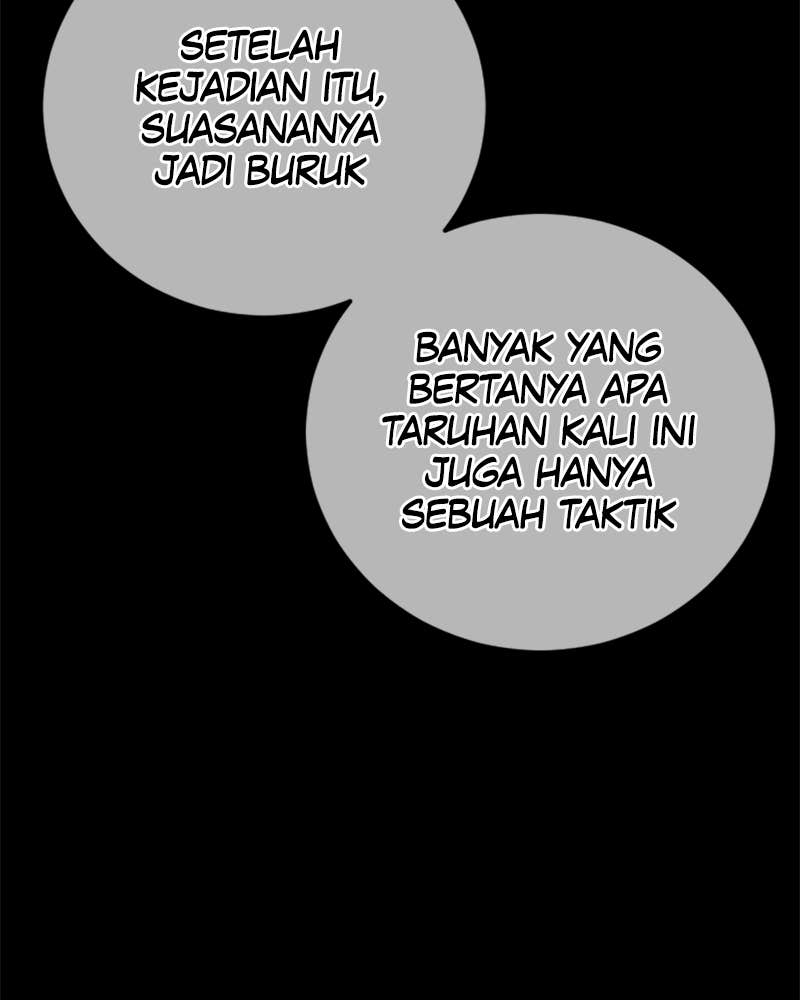 SETELAH
KEJADIAN ITU,
SUASANANYA
JADI BURUK
BANYAK YANG
BERTANYA APA
TARUHAN KALI INI
JUGA HANYA
SEBUAH TAKTIK